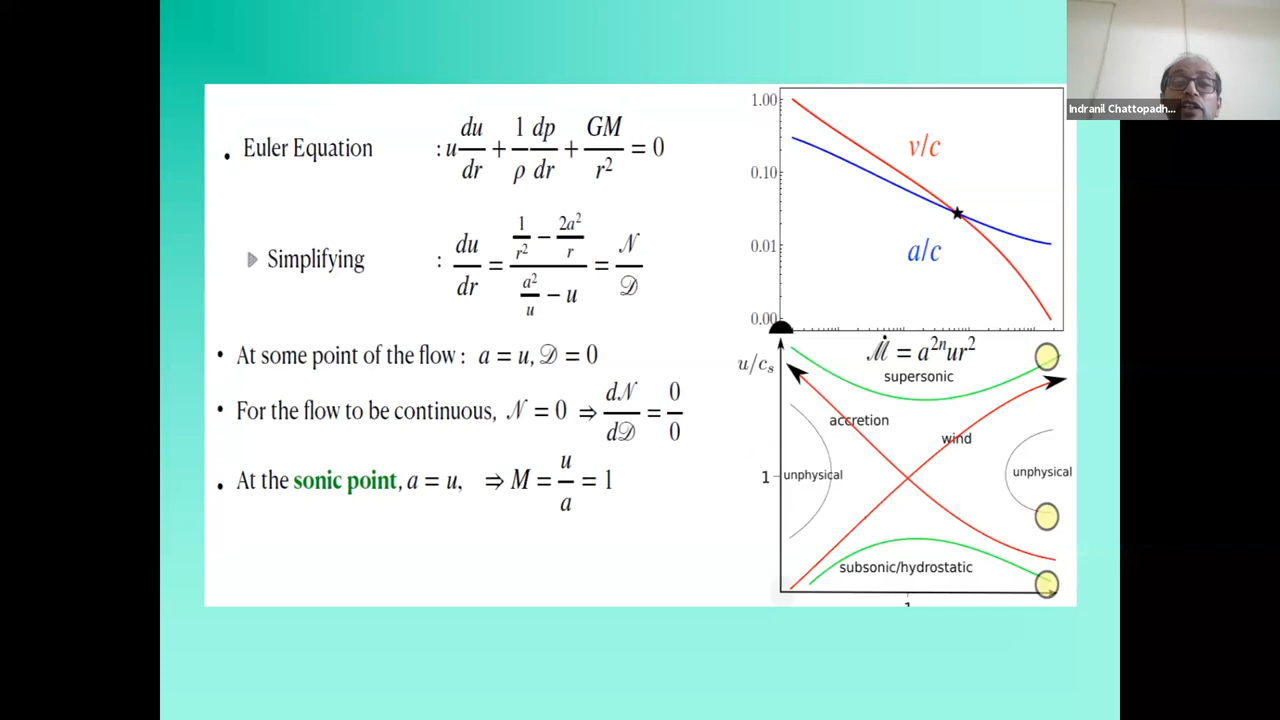 • Euler Equation : u du/dr + 1/ρ dp/dr + GM/r² = 0
Simplifying : du/dr = (1/r² − 2a²/r)/(a²/u − u) = 𝒩/𝒟
• At some point of the flow : a = u, 𝒟 = 0
• For the flow to be continuous, 𝒩 = 0 ⇒ d𝒩/d𝒟 = 0/0
• At the sonic point, a = u, ⇒ M = u/a = 1
1.00
v/c
0.10
0.01
a/c
0.00
Ṁ = a²ⁿur²
u/cₛ
supersonic
accretion
wind
1
unphysical
unphysical
subsonic/hydrostatic
Indranil Chattopadh...